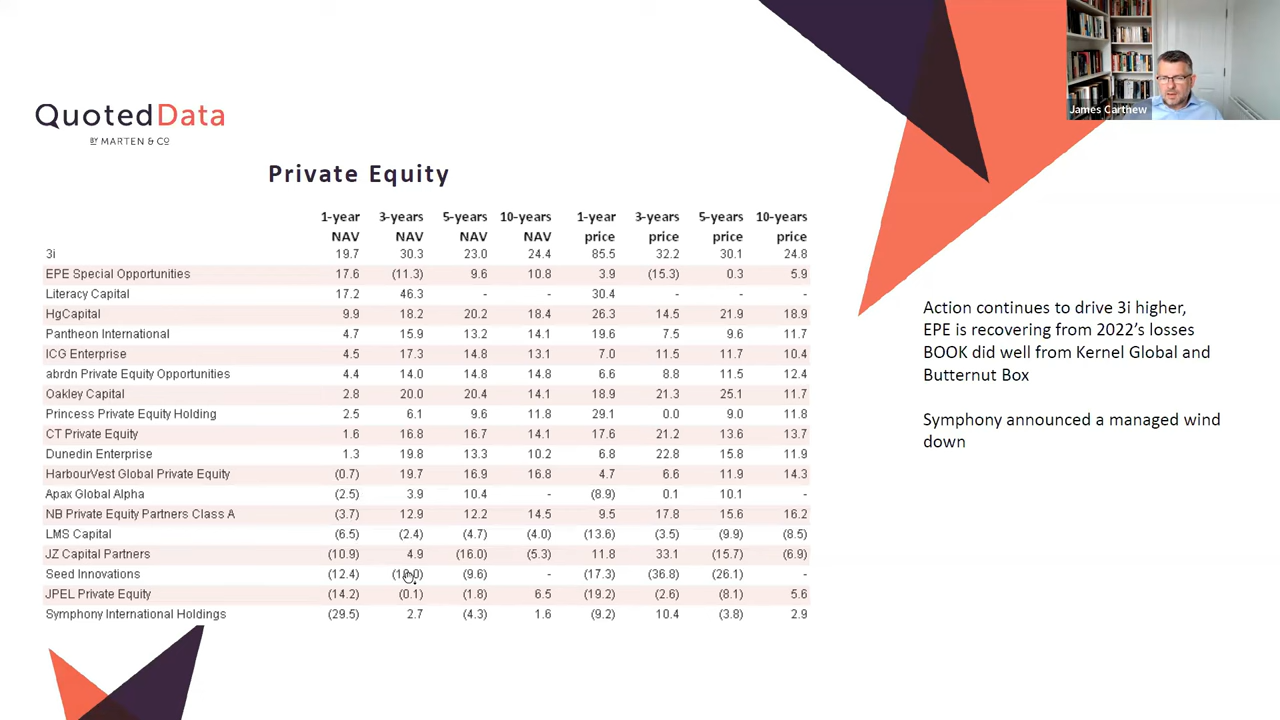 James Carthew
QuotedData
BY MARTEN & CO
Private Equity
1-year 3-years 5-years 10-years 1-year 3-years 5-years 10-years
NAV NAV NAV NAV price price price price
3i 19.7 30.3 23.0 24.4 85.5 32.2 30.1 24.8
EPE Special Opportunities 17.6 (11.3) 9.6 10.8 3.9 (15.3) 0.3 5.9
Literacy Capital 17.2 46.3 - - 30.4 - - -
HgCapital 9.9 18.2 20.2 18.4 26.3 14.5 21.9 18.9
Pantheon International 4.7 15.9 13.2 14.1 19.6 7.5 9.6 11.7
ICG Enterprise 4.5 17.3 14.8 13.1 7.0 11.5 11.7 10.4
abrdn Private Equity Opportunities 4.4 14.0 14.8 14.8 6.6 8.8 11.5 12.4
Oakley Capital 2.8 20.0 20.4 14.1 18.9 21.3 25.1 11.7
Princess Private Equity Holding 2.5 6.1 9.6 11.8 29.1 0.0 9.0 11.8
CT Private Equity 1.6 16.8 16.7 14.1 17.6 21.2 13.6 13.7
Dunedin Enterprise 1.3 19.8 13.3 10.2 6.8 22.8 15.8 11.9
HarbourVest Global Private Equity (0.7) 19.7 16.9 16.8 4.7 6.6 11.9 14.3
Apax Global Alpha (2.5) 3.9 10.4 - (8.9) 0.1 10.1 -
NB Private Equity Partners Class A (3.7) 12.9 12.2 14.5 9.5 17.8 15.6 16.2
LMS Capital (6.5) (2.4) (4.7) (4.0) (13.6) (3.5) (9.9) (8.5)
JZ Capital Partners (10.9) 4.9 (16.0) (5.3) 11.8 33.1 (15.7) (6.9)
Seed Innovations (12.4) (9.6) - (17.3) (36.8) (26.1) -
JPEL Private Equity (14.2) (0.1) (1.8) 6.5 (19.2) (2.6) (8.1) 5.6
Symphony International Holdings (29.5) 2.7 (4.3) 1.6 (9.2) 10.4 (3.8) 2.9
Action continues to drive 3i higher,
EPE is recovering from 2022's losses
BOOK did well from Kernel Global and
Butternut Box
Symphony announced a managed wind
down